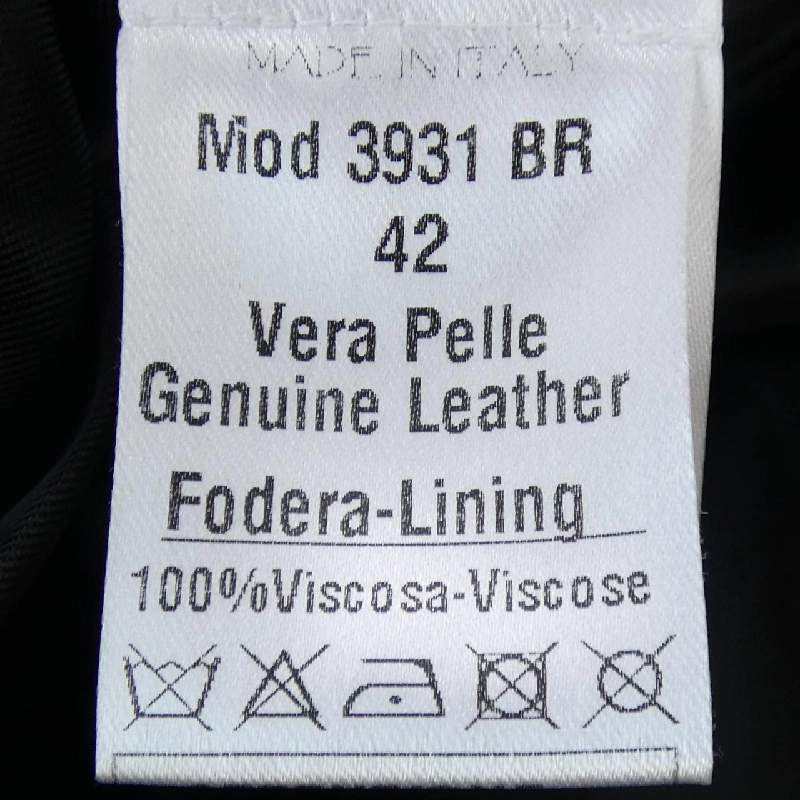 MADE IN ITALY
Mod 3931 BR
42
Vera Pelle
Genuine Leather
Fodera-Lining
100%Viscosa-Viscose